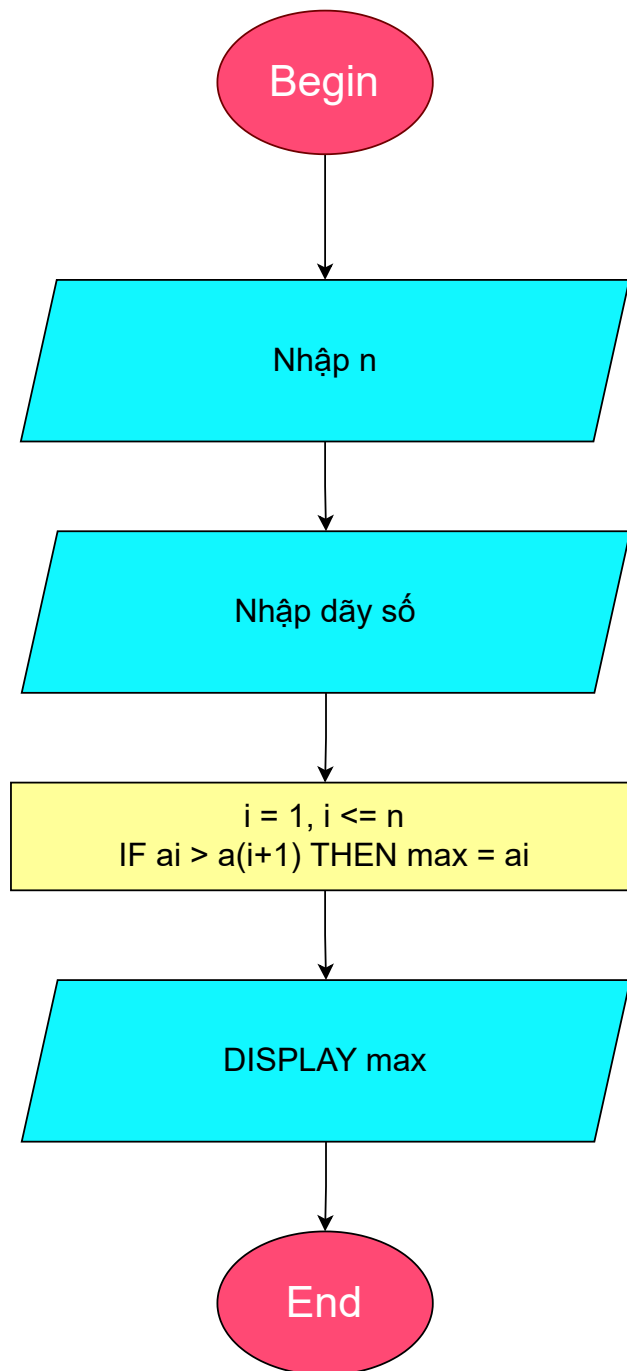 Begin
Nhập n
Nhập dãy số
i = 1, i <= n
IF ai > a(i+1) THEN max = ai
DISPLAY max
End